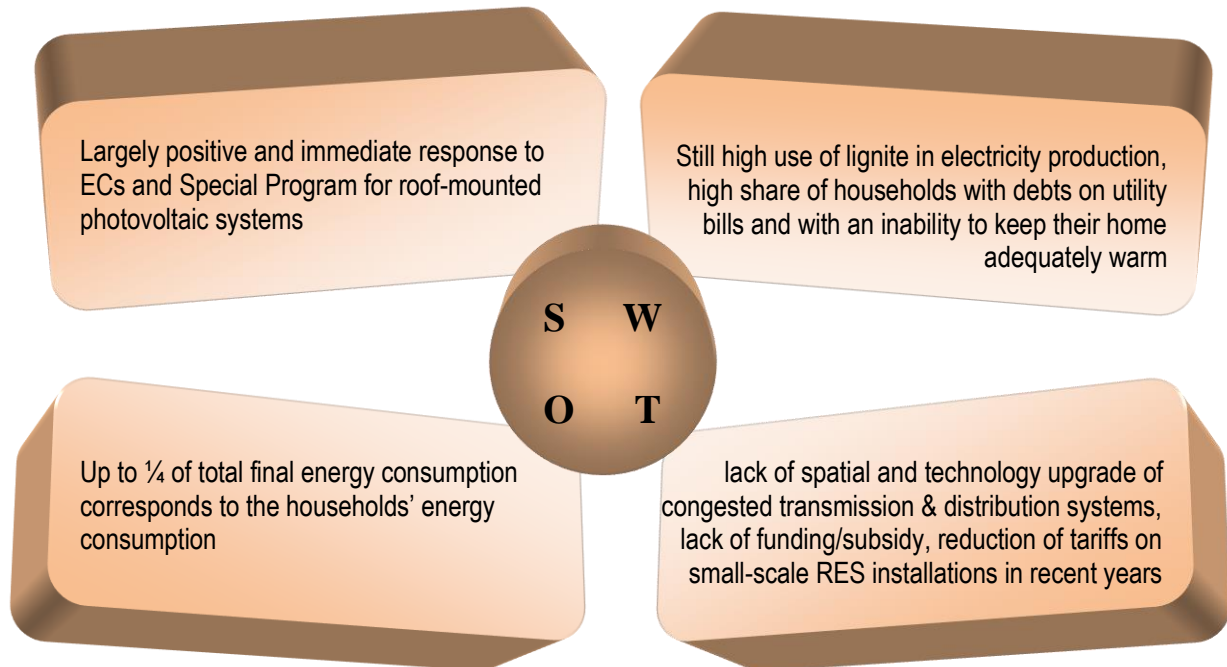 Largely positive and immediate response to
ECs and Special Program for roof-mounted
photovoltaic systems
Still high use of lignite in electricity production,
high share of households with debts on utility
bills and with an inability to keep their home
adequately warm
S W
O T
Up to ¼ of total final energy consumption
corresponds to the households’ energy
consumption
lack of spatial and technology upgrade of
congested transmission & distribution systems,
lack of funding/subsidy, reduction of tariffs on
small-scale RES installations in recent years